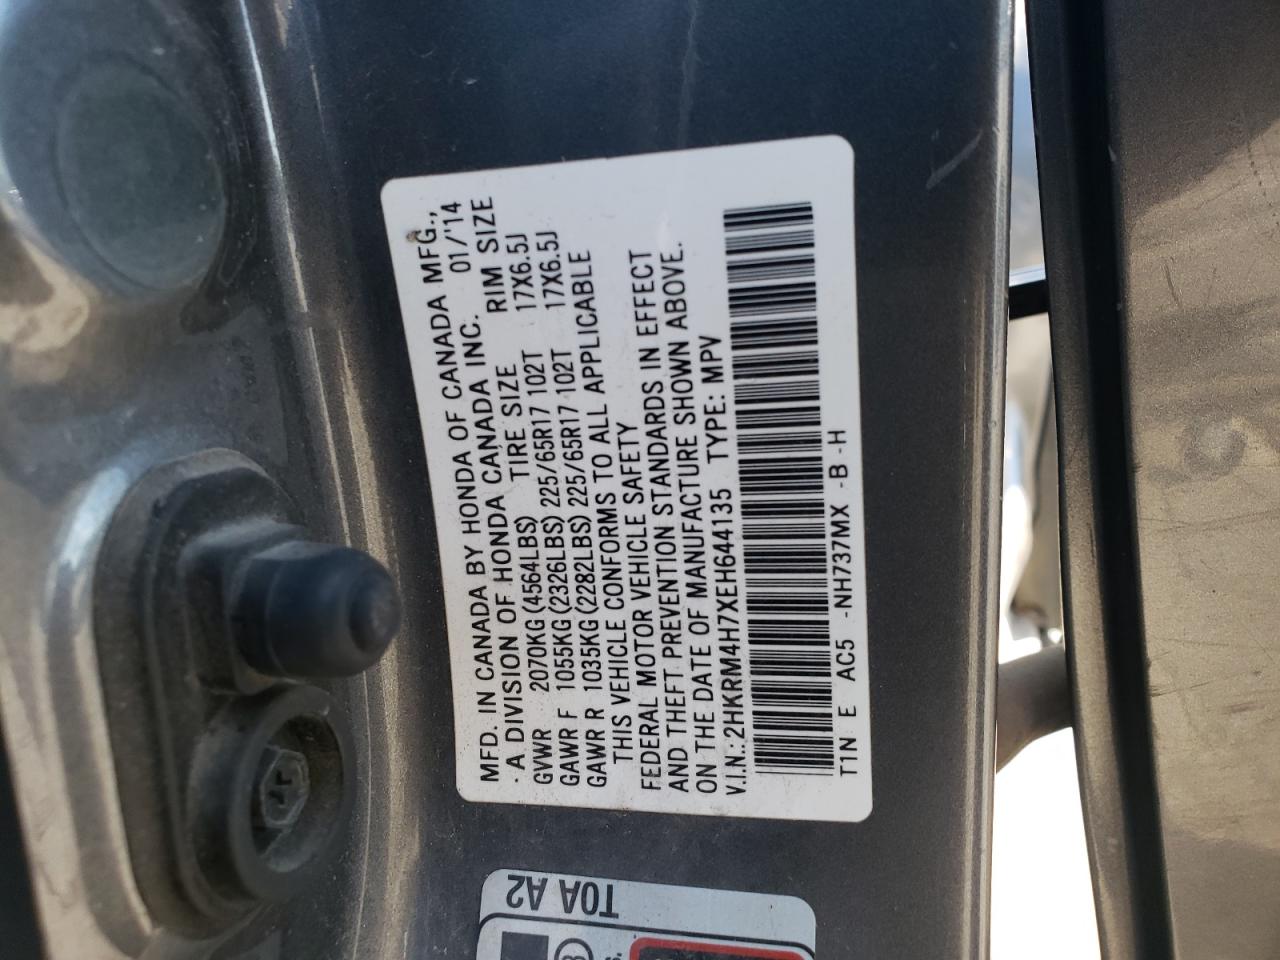 MFD. IN CANADA BY HONDA OF CANADA MFG.,
· A DIVISION OF HONDA CANADA INC. 01/'14
TIRE SIZE RIM SIZE
GVWR 2070KG(4564LBS)
GAWR F 1055KG(2326LBS) 225/65R17 102T 17X6.5J
GAWR R 1035KG(2282LBS) 225/65R17 102T 17X6.5J
THIS VEHICLE CONFORMS TO ALL APPLICABLE
FEDERAL MOTOR VEHICLE SAFETY
AND THEFT PREVENTION STANDARDS IN EFFECT
ON THE DATE OF MANUFACTURE SHOWN ABOVE.
V.I.N.:2HKRM4H7XEH644135 TYPE: MPV
T1N E AC5 -NH737MX -B -H
T0A A2